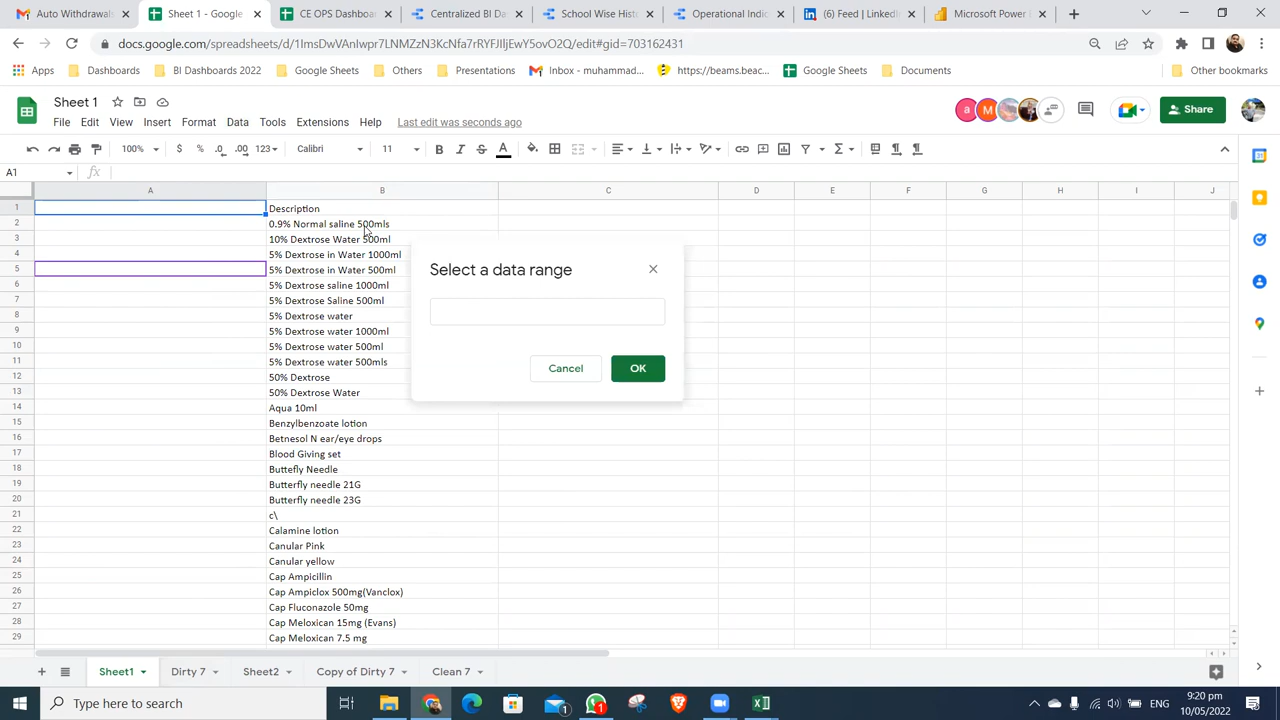 Auto Withdrawals
Sheet 1 - Google
CE OPS Dashboard
Centralized BI Da
School Wise Hist
Operational Indic
(6) Feed | LinkedIn
Microsoft Power
docs.google.com/spreadsheets/d/
/edit#gid=703162431
Apps
Dashboards
BI Dashboards 2022
Google Sheets
Others
Presentations
Inbox - muhammad...
https://beams.beac...
Google Sheets
Documents
Other bookmarks
Sheet 1
a
M
Share
File Edit View Insert Format Data Tools Extensions Help Last edit was seconds ago
100% $ % .0 .00 123 Calibri 11 B I S A
A1 fx
A B C D E F G H I J
1 Description
2 0.9% Normal saline 500mls
3 10% Dextrose Water 500ml
4 5% Dextrose in Water 1000ml
5 5% Dextrose in Water 500ml
6 5% Dextrose saline 1000ml
7 5% Dextrose Saline 500ml
8 5% Dextrose water
9 5% Dextrose water 1000ml
10 5% Dextrose water 500ml
11 5% Dextrose water 500mls
12 50% Dextrose
13 50% Dextrose Water
14 Aqua 10ml
15 Benzylbenzoate lotion
16 Betnesol N ear/eye drops
17 Blood Giving set
18 Buttefly Needle
19 Butterfly needle 21G
20 Butterfly needle 23G
21 c\
22 Calamine lotion
23 Canular Pink
24 Canular yellow
25 Cap Ampicillin
26 Cap Ampiclox 500mg(Vanclox)
27 Cap Fluconazole 50mg
28 Cap Meloxican 15mg (Evans)
29 Cap Meloxican 7.5 mg
Select a data range
Cancel
OK
Sheet1
Dirty 7
Sheet2
Copy of Dirty 7
Clean 7
Type here to search
1
1
9:20 pm
10/05/2022